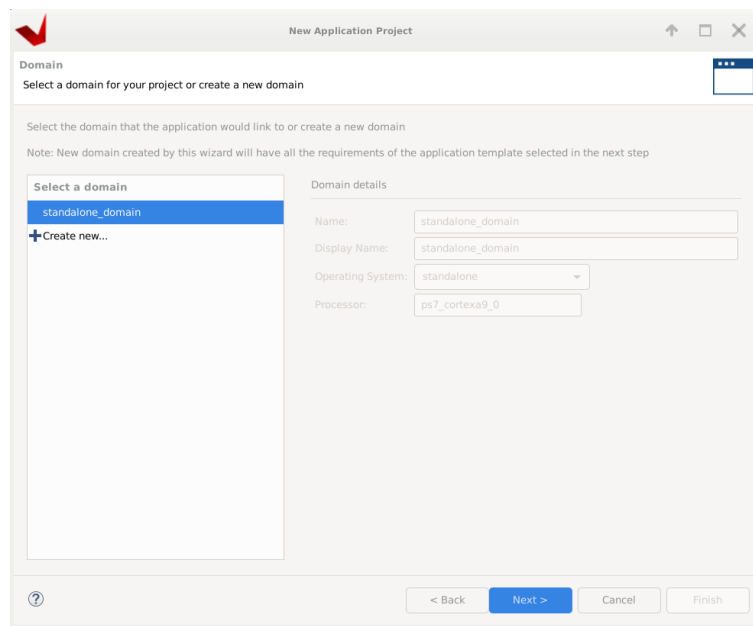 New Application Project
Domain
Select a domain for your project or create a new domain
Select the domain that the application would link to or create a new domain
Note: New domain created by this wizard will have all the requirements of the application template selected in the next step
Select a domain
standalone_domain
Create new...
Domain details
Name: standalone_domain
Display Name: standalone_domain
Operating System: standalone
Processor: ps7_cortexa9_0
? < Back Next > Cancel Finish